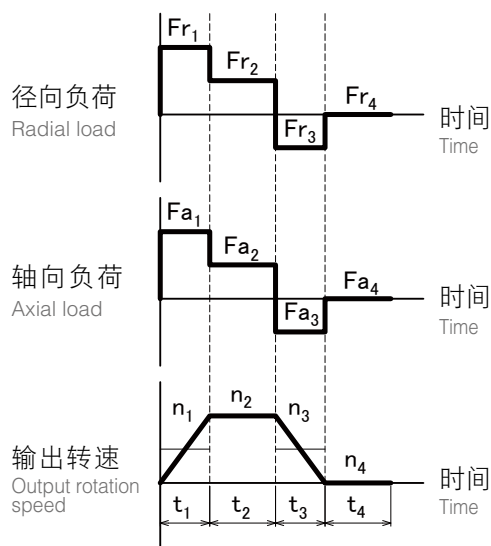 Fr₁
Fr₂
径向负荷
Radial load
Fr₃
Fr₄
时间
Time
Fa₁
Fa₂
轴向负荷
Axial load
Fa₃
Fa₄
时间
Time
n₁
n₂
n₃
输出转速
Output rotation
speed
n₄
时间
Time
t₁
t₂
t₃
t₄